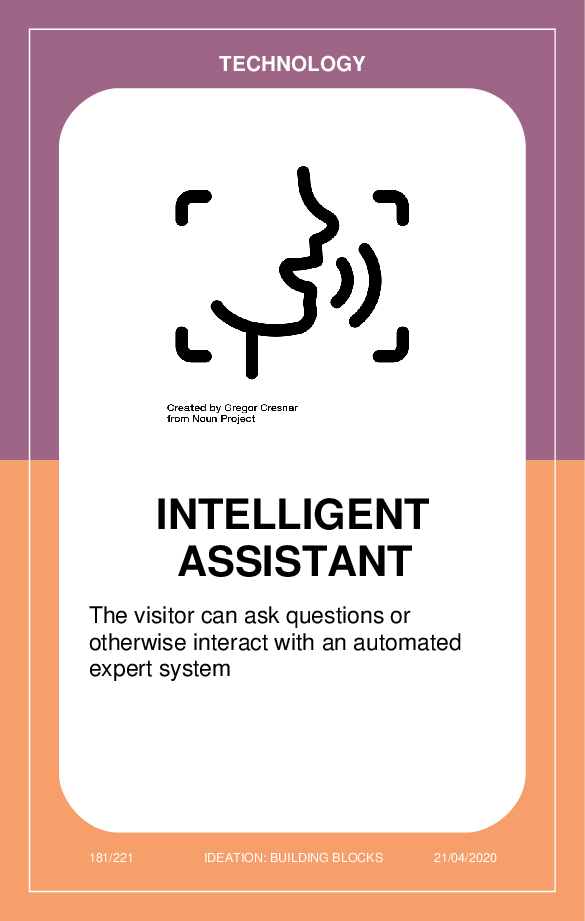 TECHNOLOGY
Created by Gregor Cresnar
from Noun Project
INTELLIGENT
ASSISTANT
The visitor can ask questions or
otherwise interact with an automated
expert system
181/221 IDEATION: BUILDING BLOCKS 21/04/2020